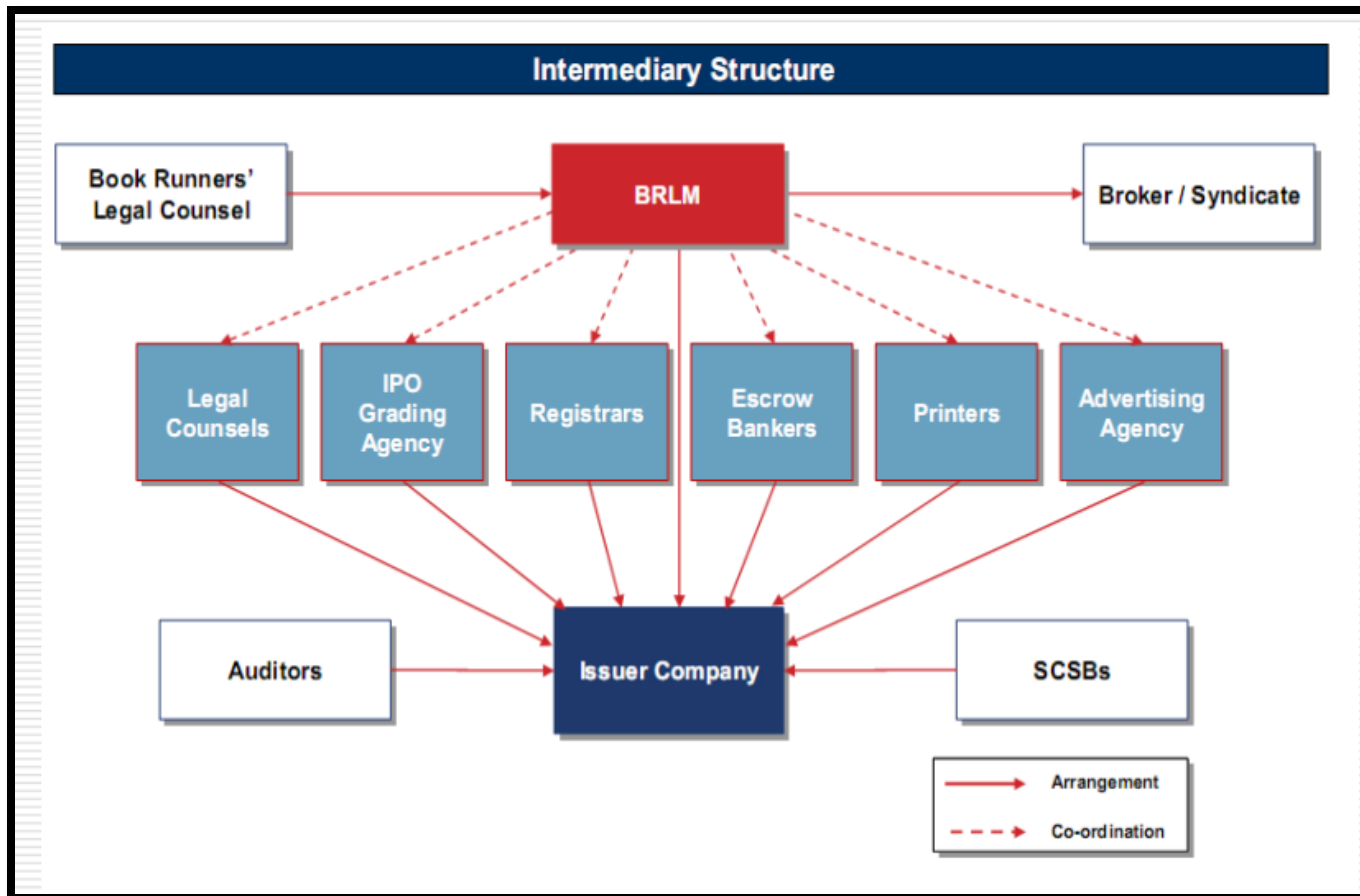 Intermediary Structure
Book Runners'
Legal Counsel
BRLM
Broker / Syndicate
Legal
Counsels
IPO
Grading
Agency
Registrars
Escrow
Bankers
Printers
Advertising
Agency
Auditors
Issuer Company
SCSBs
Arrangement
Co-ordination